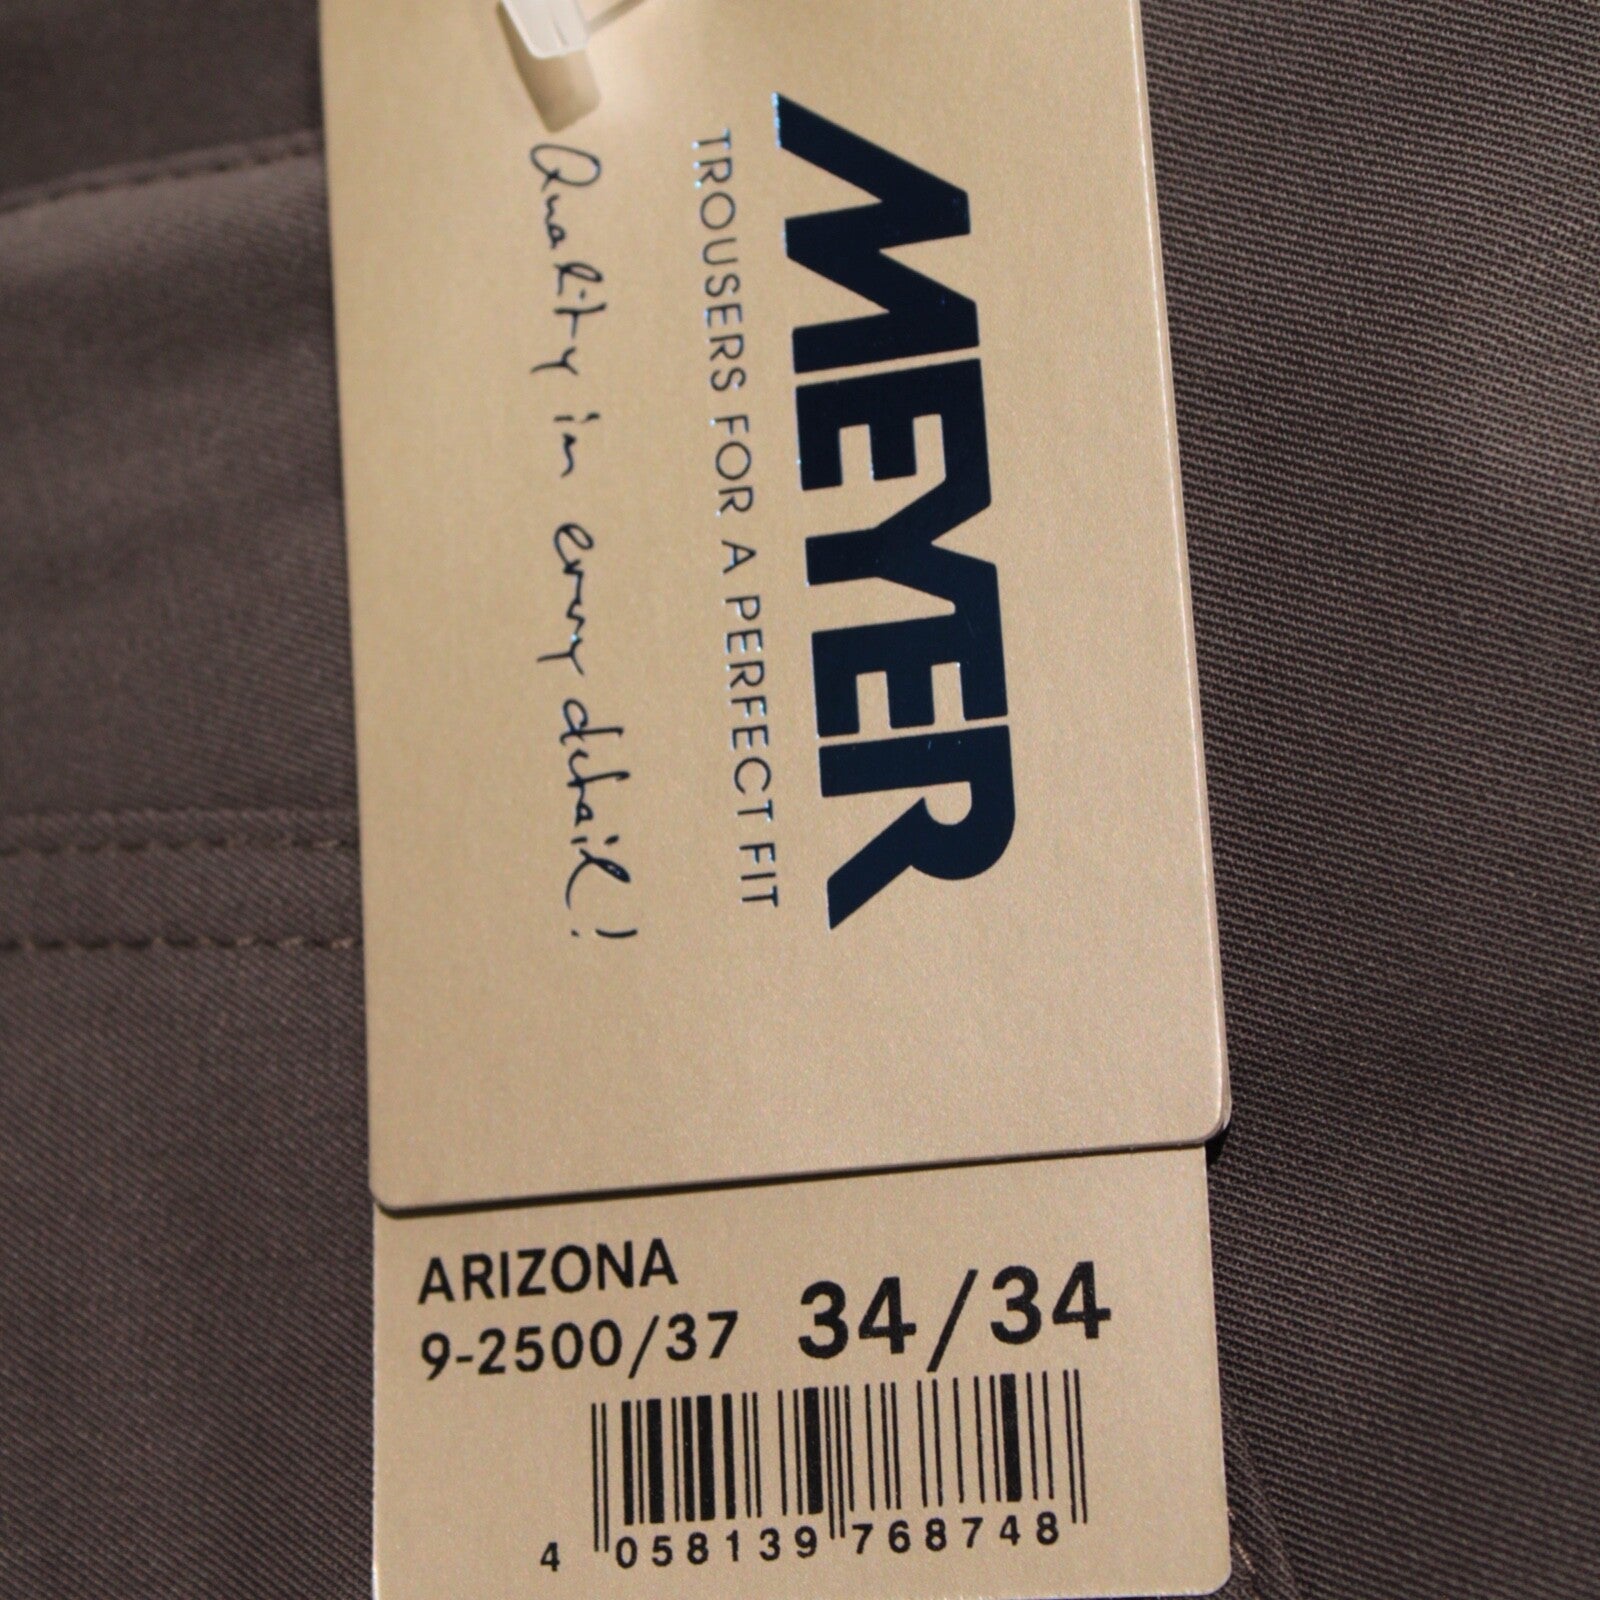 MEYER
TROUSERS FOR A PERFECT FIT
Quality in every detail!
ARIZONA
9-2500/37 34/34
4 058139 768748